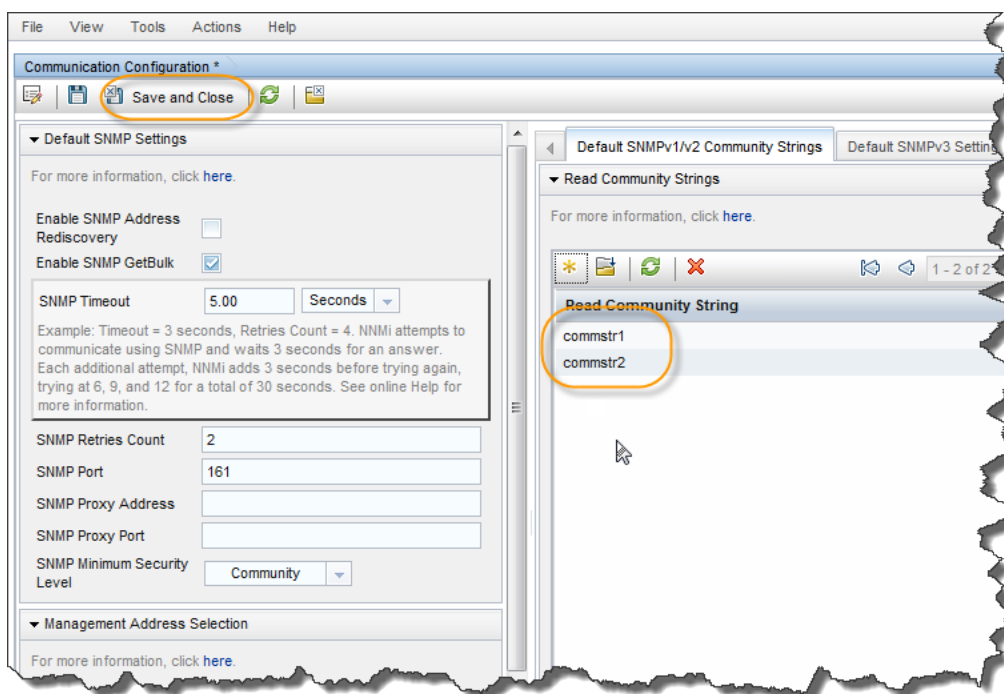 File View Tools Actions Help
Communication Configuration *
Save and Close
Default SNMP Settings
For more information, click here.
Enable SNMP Address
Rediscovery
Enable SNMP GetBulk
SNMP Timeout 5.00 Seconds
Example: Timeout = 3 seconds, Retries Count = 4. NNMi attempts to
communicate using SNMP and waits 3 seconds for an answer.
Each additional attempt, NNMi adds 3 seconds before trying again,
trying at 6, 9, and 12 for a total of 30 seconds. See online Help for
more information.
SNMP Retries Count 2
SNMP Port 161
SNMP Proxy Address
SNMP Proxy Port
SNMP Minimum Security
Level Community
Management Address Selection
For more information, click here.
Default SNMPv1/v2 Community Strings Default SNMPv3 Setting
Read Community Strings
For more information, click here.
1 - 2 of 2
Read Community String
commstr1
commstr2